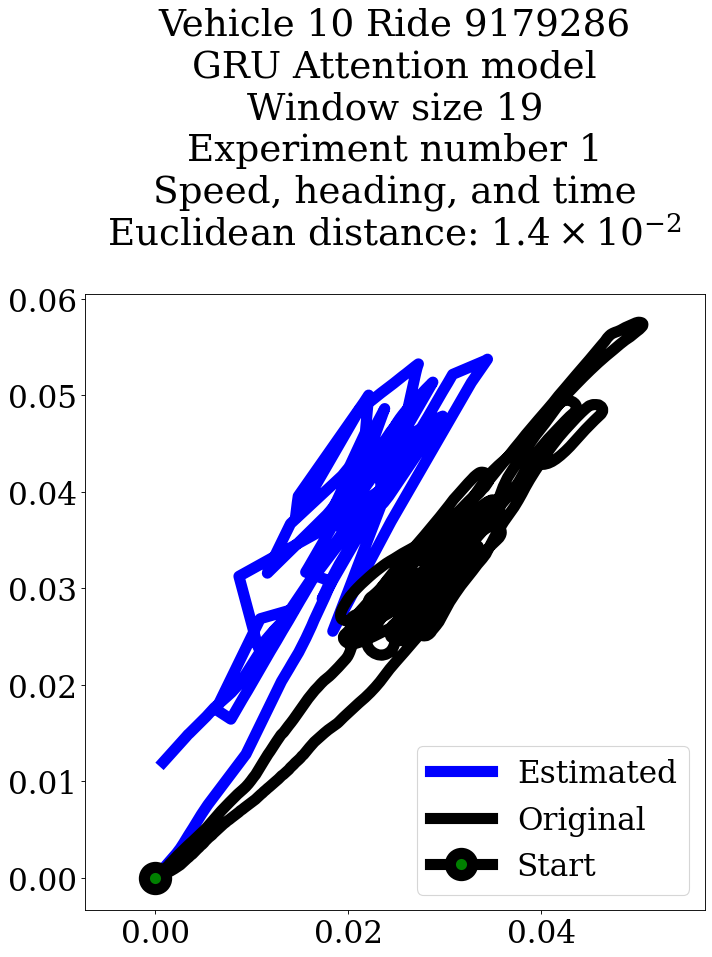 Vehicle 10 Ride 9179286
GRU Attention model
Window size 19
Experiment number 1
Speed, heading, and time
Euclidean distance: 1.4 × 10⁻²
0.06
0.05
0.04
0.03
0.02
0.01
0.00
Estimated
Original
Start
0.00 0.02 0.04